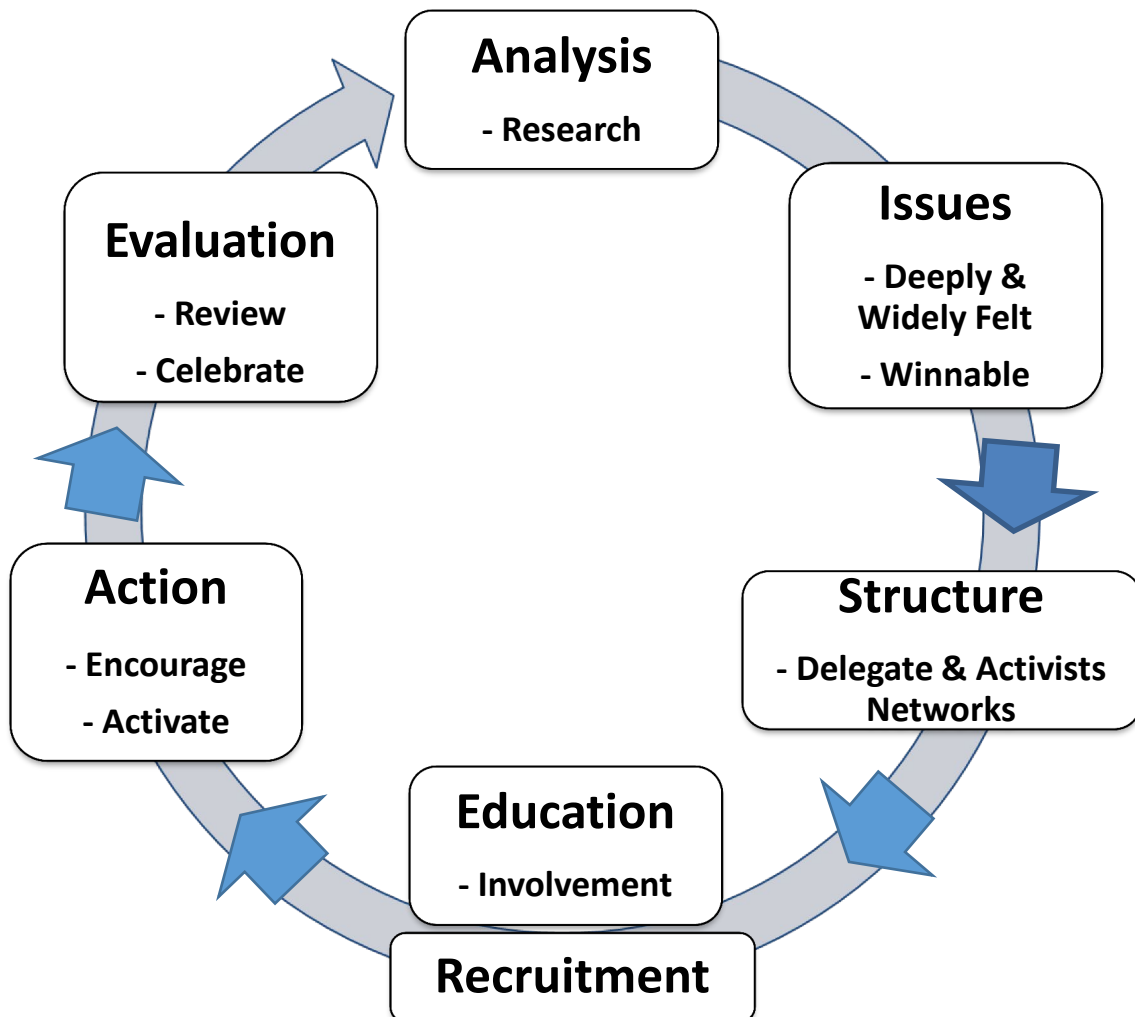 Analysis
- Research
Issues
- Deeply &
Widely Felt
- Winnable
Structure
- Delegate & Activists
Networks
Education
- Involvement
Recruitment
Action
- Encourage
- Activate
Evaluation
- Review
- Celebrate